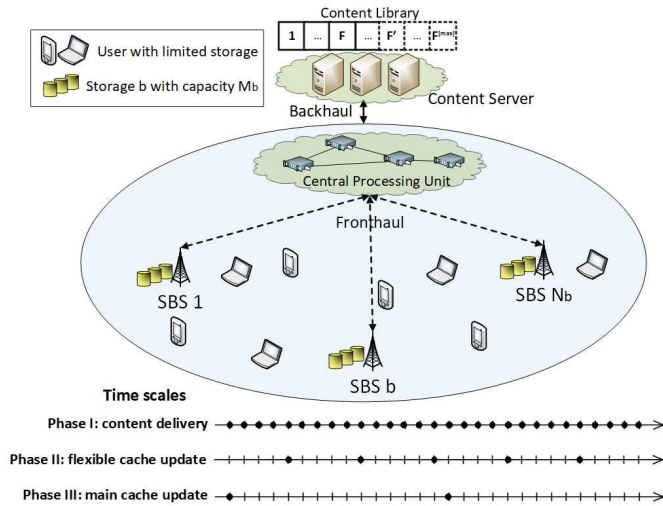 Content Library
1 ... F ... F' ... F^{|max|}
User with limited storage
Storage b with capacity Mb
Content Server
Backhaul
Central Processing Unit
Fronthaul
SBS 1
SBS Nb
SBS b
Time scales
Phase I: content delivery
Phase II: flexible cache update
Phase III: main cache update